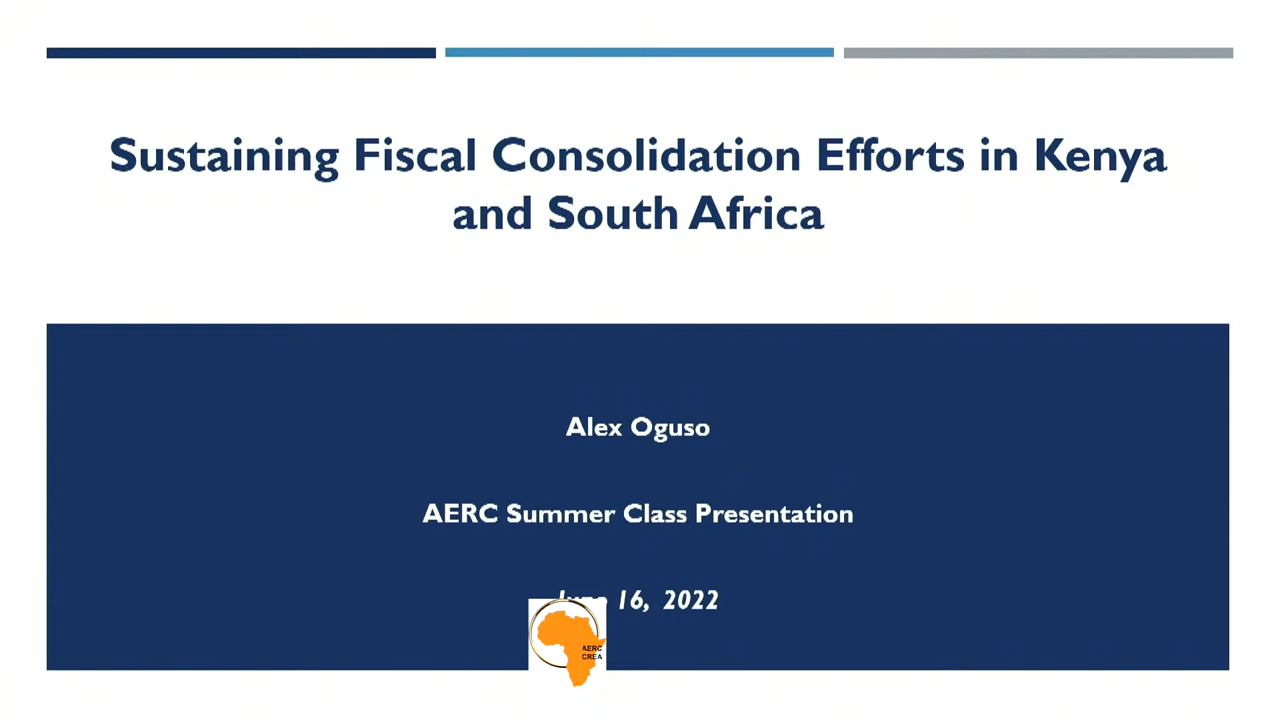 Sustaining Fiscal Consolidation Efforts in Kenya
and South Africa
Alex Oguso
AERC Summer Class Presentation
16, 2022
AERC
CREA